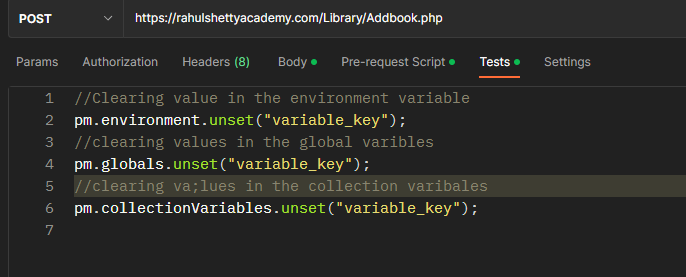 POST https://rahulshettyacademy.com/Library/Addbook.php
Params Authorization Headers (8) Body Pre-request Script Tests Settings
1 //Clearing value in the environment variable
2 pm.environment.unset("variable_key");
3 //clearing values in the global varibles
4 pm.globals.unset("variable_key");
5 //clearing va;lues in the collection varibales
6 pm.collectionVariables.unset("variable_key");
7